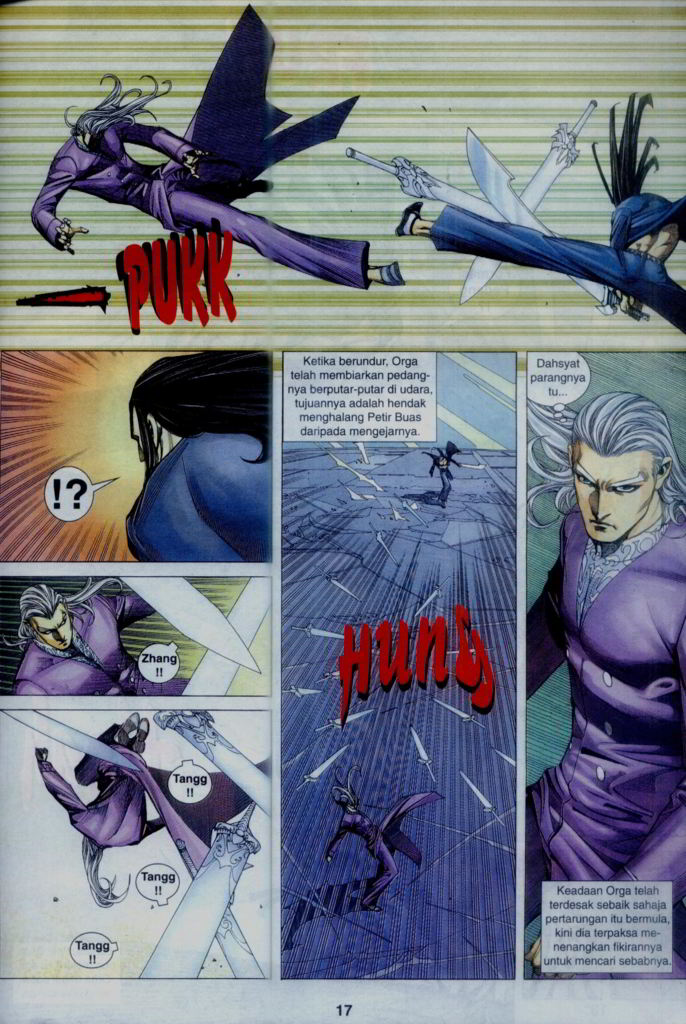 PUKK
!?
Zhang
!!
Tangg
!!
Tangg
!!
Tangg
!!
Ketika berundur, Orga
telah membiarkan pedang-
nya berputar-putar di udara,
tujuannya adalah hendak
menghalang Petir Buas
daripada mengejarnya.
HUNG
Dahsyat
parangnya
tu...
Keadaan Orga telah
terdesak sebaik sahaja
pertarungan itu bermula,
kini dia terpaksa me-
nenangkan fikirannya
untuk mencari sebabnya.
17